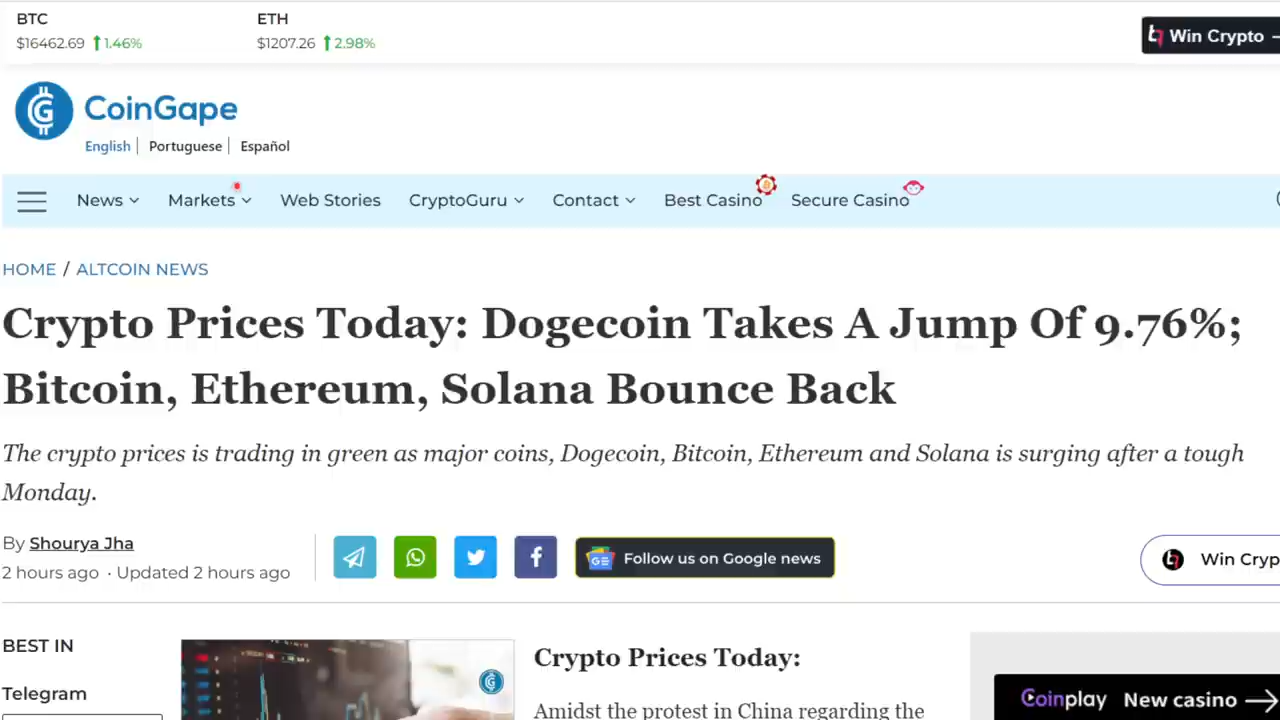 BTC
ETH
$16462.69 1.46%
$1207.26 2.98%
Win Crypto
CoinGape
English | Portuguese | Español
News
Markets
Web Stories
CryptoGuru
Contact
Best Casino
Secure Casino
HOME / ALTCOIN NEWS
Crypto Prices Today: Dogecoin Takes A Jump Of 9.76%;
Bitcoin, Ethereum, Solana Bounce Back
The crypto prices is trading in green as major coins, Dogecoin, Bitcoin, Ethereum and Solana is surging after a tough
Monday.
By Shourya Jha
2 hours ago · Updated 2 hours ago
Follow us on Google news
Win Cryp
BEST IN
Telegram
Crypto Prices Today:
Amidst the protest in China regarding the
Coinplay New casino